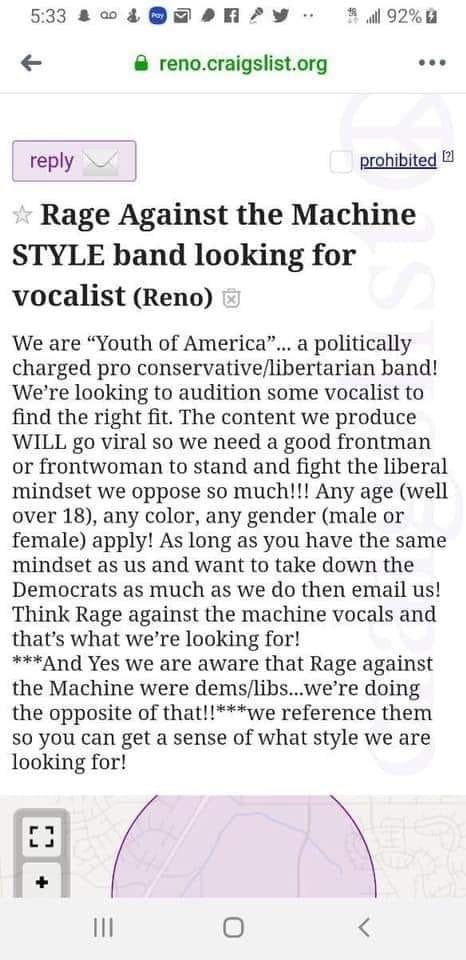 5:33
Pay
92%
reno.craigslist.org
reply
prohibited [?]
Rage Against the Machine
STYLE band looking for
vocalist (Reno)
We are “Youth of America”... a politically
charged pro conservative/libertarian band!
We’re looking to audition some vocalist to
find the right fit. The content we produce
WILL go viral so we need a good frontman
or frontwoman to stand and fight the liberal
mindset we oppose so much!!! Any age (well
over 18), any color, any gender (male or
female) apply! As long as you have the same
mindset as us and want to take down the
Democrats as much as we do then email us!
Think Rage against the machine vocals and
that’s what we’re looking for!
***And Yes we are aware that Rage against
the Machine were dems/libs...we’re doing
the opposite of that!!***we reference them
so you can get a sense of what style we are
looking for!
+